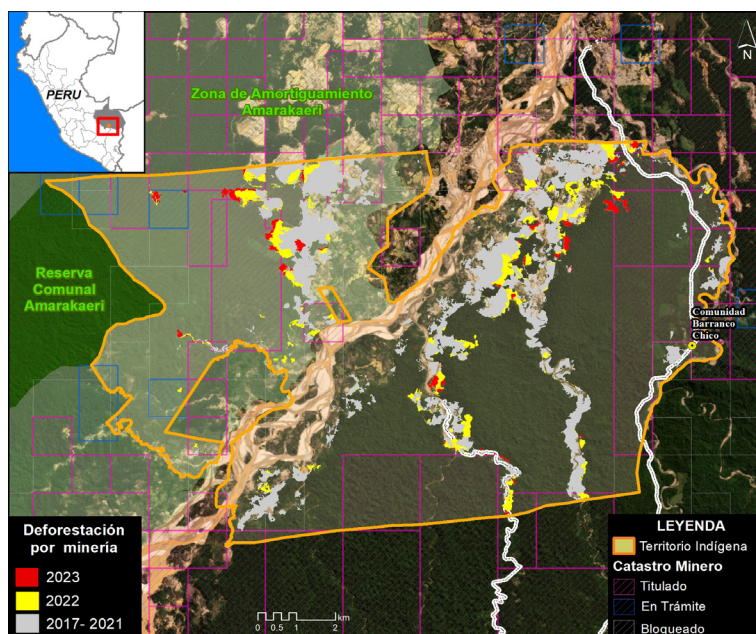 PERU
Zona de Amortiguamiento
Amarakaeri
N
Reserva
Comunal
Amarakaeri
Comunidad
Barranco
Chico
Deforestación
por minería
2023
2022
2017- 2021
0 0.5 1 2 km
LEYENDA
Territorio Indígena
Catastro Minero
Titulado
En Trámite
Bloqueado